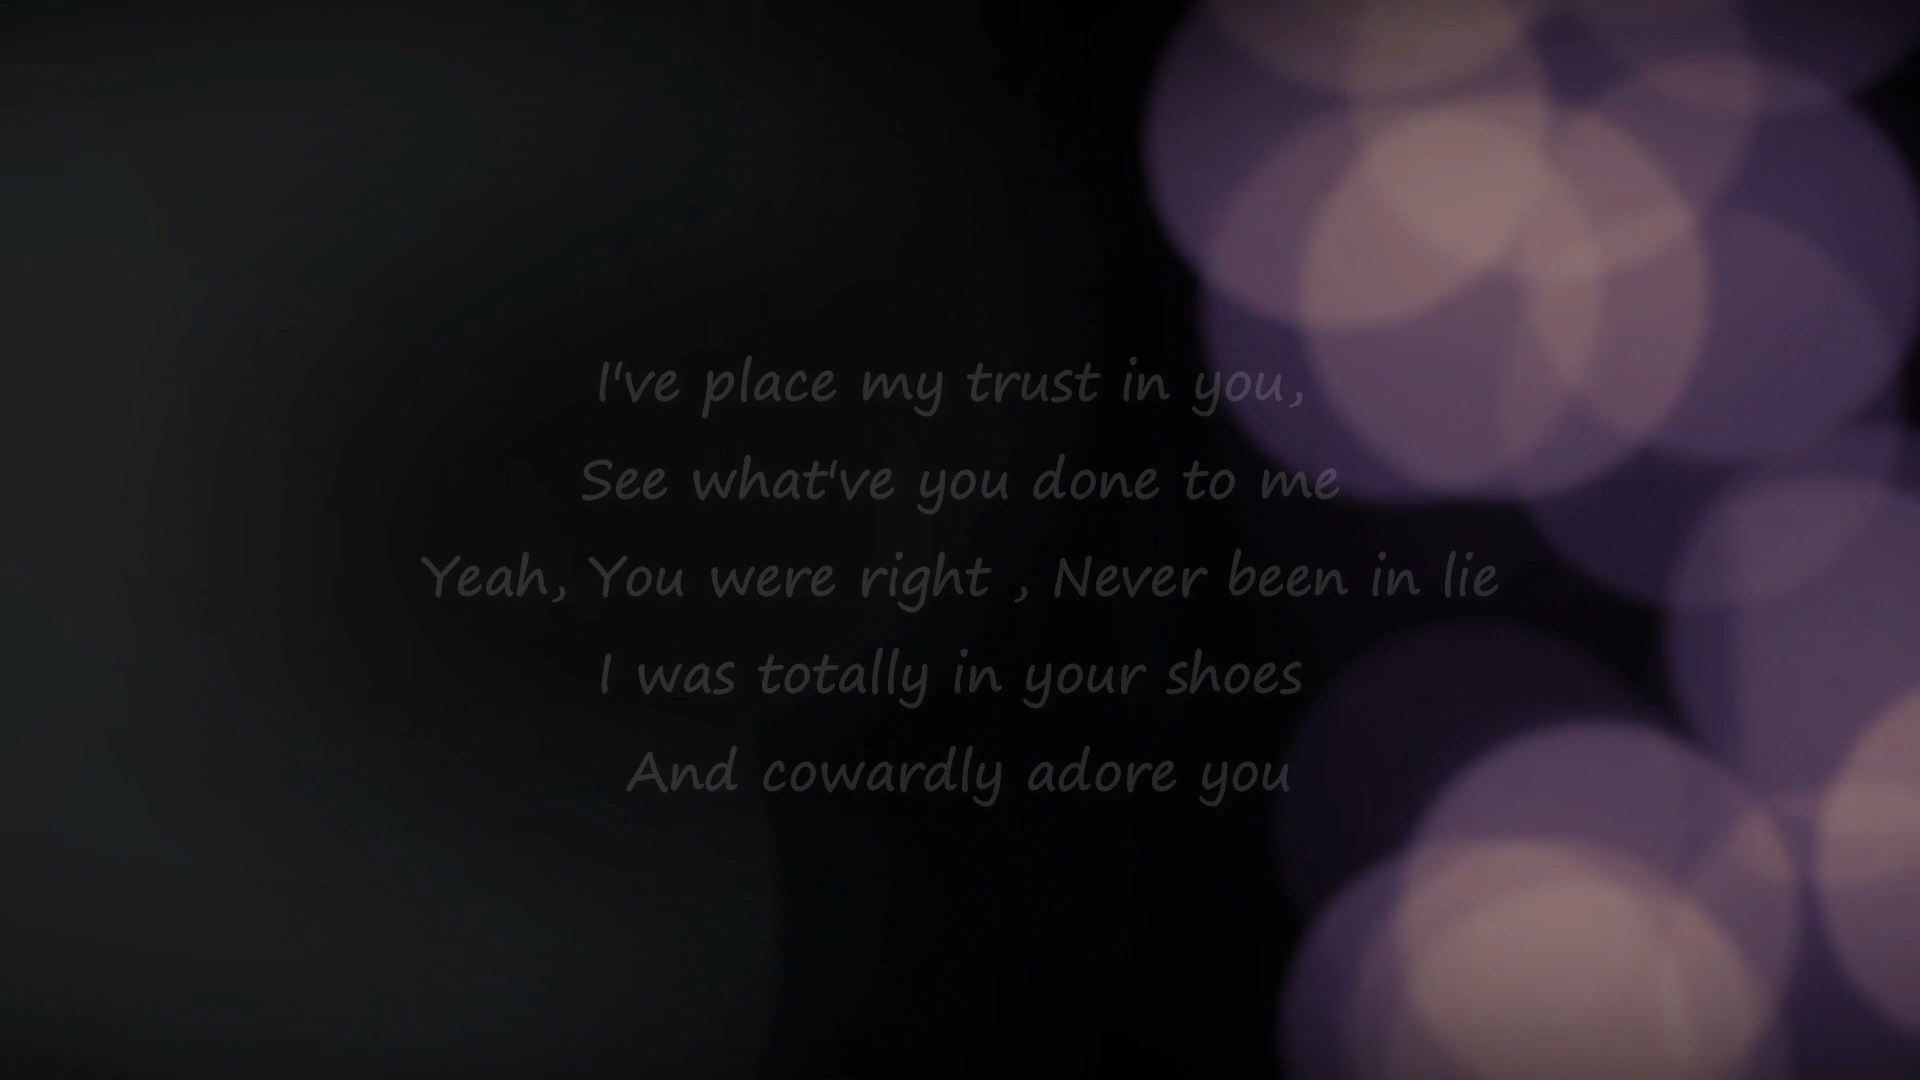 I've place my trust in you,
See what've you done to me
Yeah, You were right , Never been in lie
I was totally in your shoes
And cowardly adore you